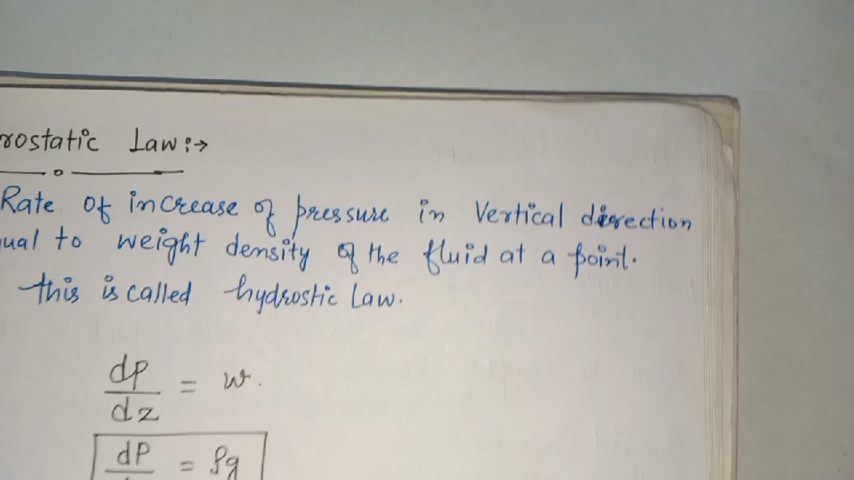 rostatic Law:→
Rate of increase of pressure in Vertical direction
ual to weight density of the fluid at a point.
this is called hydrostic Law.
dP/dz = w.
dP = ρg